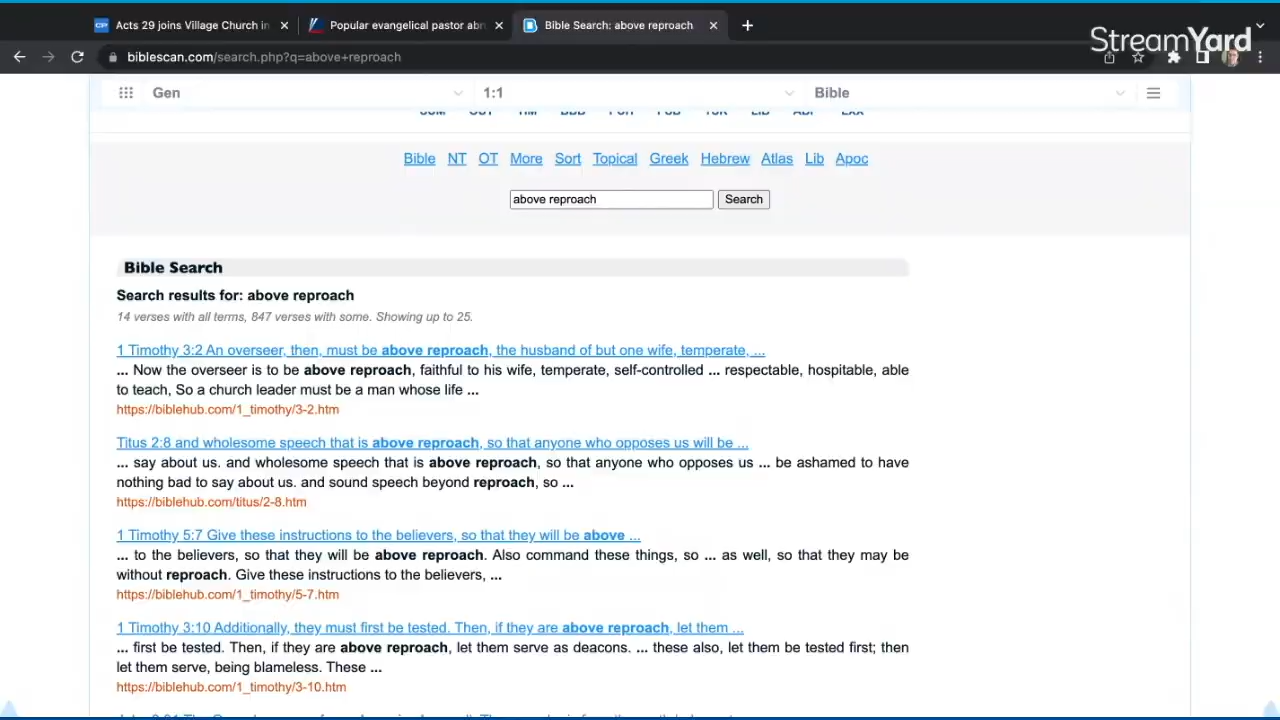 Acts 29 joins Village Church in
Popular evangelical pastor abr
Bible Search: above reproach
StreamYard
biblescan.com/search.php?q=above+reproach
Gen 1:1 Bible
Bible NT OT More Sort Topical Greek Hebrew Atlas Lib Apoc
above reproach Search
Bible Search
Search results for: above reproach
14 verses with all terms, 847 verses with some. Showing up to 25.
1 Timothy 3:2 An overseer, then, must be above reproach, the husband of but one wife, temperate, ...
... Now the overseer is to be above reproach, faithful to his wife, temperate, self-controlled ... respectable, hospitable, able
to teach, So a church leader must be a man whose life ...
https://biblehub.com/1_timothy/3-2.htm
Titus 2:8 and wholesome speech that is above reproach, so that anyone who opposes us will be ...
... say about us. and wholesome speech that is above reproach, so that anyone who opposes us ... be ashamed to have
nothing bad to say about us. and sound speech beyond reproach, so ...
https://biblehub.com/titus/2-8.htm
1 Timothy 5:7 Give these instructions to the believers, so that they will be above ...
... to the believers, so that they will be above reproach. Also command these things, so ... as well, so that they may be
without reproach. Give these instructions to the believers, ...
https://biblehub.com/1_timothy/5-7.htm
1 Timothy 3:10 Additionally, they must first be tested. Then, if they are above reproach, let them ...
... first be tested. Then, if they are above reproach, let them serve as deacons. ... these also, let them be tested first; then
let them serve, being blameless. These ...
https://biblehub.com/1_timothy/3-10.htm